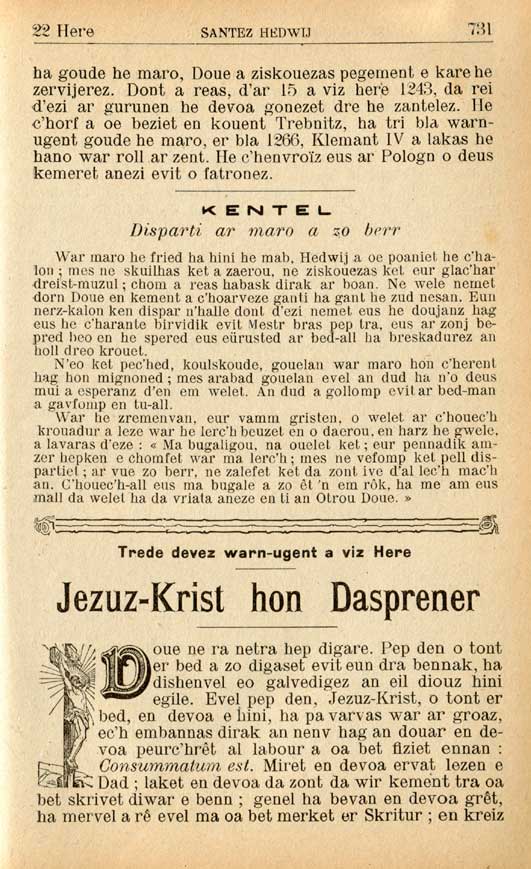 22 Here SANTEZ HEDWIJ 731
ha goude he maro, Doue a ziskouezas pegement e kare he
zervijerez. Dont a reas, d'ar 15 a viz here 1243, da rei
d'ezi ar gurunen he devoa gonezet dre he zantelez. He
c'horf a oe beziet en kouent Trebnitz, ha tri bla warn-
ugent goude he maro, er bla 1266, Klemant IV a lakas he
hano war roll ar zent. He c'henvroïz eus ar Pologn o deus
kemeret anezi evit o fatronez.
KENTEL
Disparti ar maro a zo berr
War maro he fried ha hini he mab, Hedwij a oe poaniet he c'ha-
lon ; mes ne skuilhas ket a zaerou, ne ziskouezas ket eur glac'har
dreist-muzul ; chom a reas habask dirak ar boan. Ne wele nemet
dorn Doue en kement a c'hoarveze ganti ha gant he zud nesan. Eun
nerz-kalon ken dispar n'halle dont d'ezi nemet eus he doujanz hag
eus he c'harante birvidik evit Mestr bras pep tra, eus ar zonj be-
pred beo en he spered eus eürusted ar bed-all ha breskadurez an
holl dreo krouet.
N'eo ket pec'hed, koulskoude, gouelan war maro hon c'herent
hag hon mignoned ; mes arabad gouelan evel an dud ha n'o deus
mui a esperanz d'en em welet. An dud a gollomp evit ar bed-man
a gavfomp en tu-all.
War he zremenvan, eur vamm gristen, o welet ar c'houec'h
krouadur a leze war he lerc'h beuzet en o daerou, en harz he gwele,
a lavaras d'eze : « Ma bugaligou, na ouelet ket ; eur pennadik am-
zer hepken e chomfet war ma lerc'h ; mes ne vefomp ket pell dis-
partiet ; ar vue zo berr, ne zalefet ket da zont ive d'al lec'h mac'h
an. C'houec'h-all eus ma bugale a zo êt 'n em rôk, ha me am eus
mall da welet ha da vriata aneze en ti an Otrou Doue. »
Trede devez warn-ugent a viz Here
Jezuz-Krist hon Dasprener
Doue ne ra netra hep digare. Pep den o tont
er bed a zo digaset evit eun dra bennak, ha
dishenvel eo galvedigez an eil diouz hini
egile. Evel pep den, Jezuz-Krist, o tont er
bed, en devoa e hini, ha pa varvas war ar groaz,
ec'h embannas dirak an nenv hag an douar en de-
voa peurc'hrêt al labour a oa bet fiziet ennan :
Consummatum est. Miret en devoa ervat lezen e
Dad ; laket en devoa da zont da wir kement tra oa
bet skrivet diwar e benn ; genel ha bevan en devoa grêt,
ha mervel a rê evel ma oa bet merket er Skritur ; en kreiz